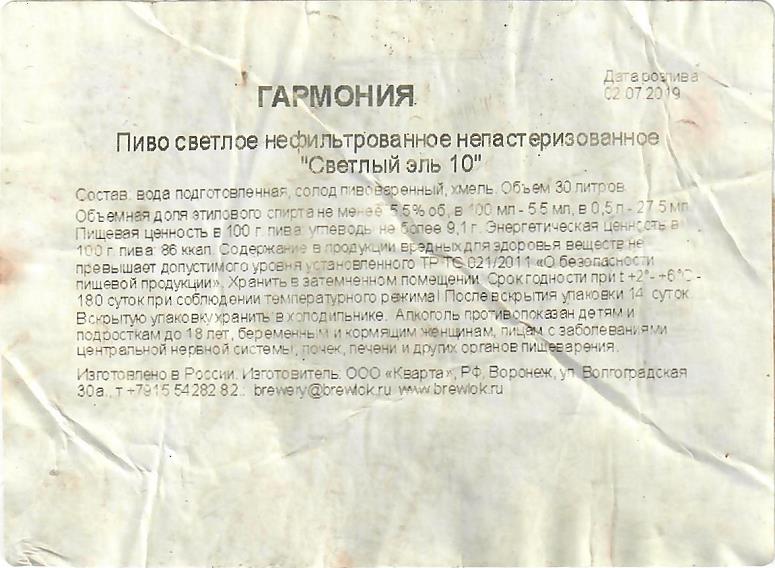 Дата розлива
02.07.2019
ГАРМОНИЯ
Пиво светлое нефильтрованное непастеризованное
"Светлый эль 10"
Состав: вода подготовленная, солод пивоваренный, хмель. Объем 30 литров.
Объемная доля этилового спирта не менее 5,5% об, в 100 мл - 5.5 мл, в 0,5 л - 27.5 мл.
Пищевая ценность в 100 г. пива: углеводы не более 9,1 г. Энергетическая ценность в
100 г. пива: 86 ккал. Содержание в продукции вредных для здоровья веществ не
превышает допустимого уровня установленного ТР ТС 021/2011 «О безопасности
пищевой продукции». Хранить в затемненном помещении. Срок годности при t +2°- +6°C -
180 суток при соблюдении температурного режима! После вскрытия упаковки 14 суток.
Вскрытую упаковку хранить в холодильнике. Алкоголь противопоказан детям и
подросткам до 18 лет, беременным и кормящим женщинам, лицам с заболеваниями
центральной нервной системы, почек, печени и других органов пищеварения.
Изготовлено в России. Изготовитель: ООО «Кварта», РФ, Воронеж, ул. Волгоградская
30а., т +7915 54282 82.: brewery@brewlok.ru www.brewlok.ru